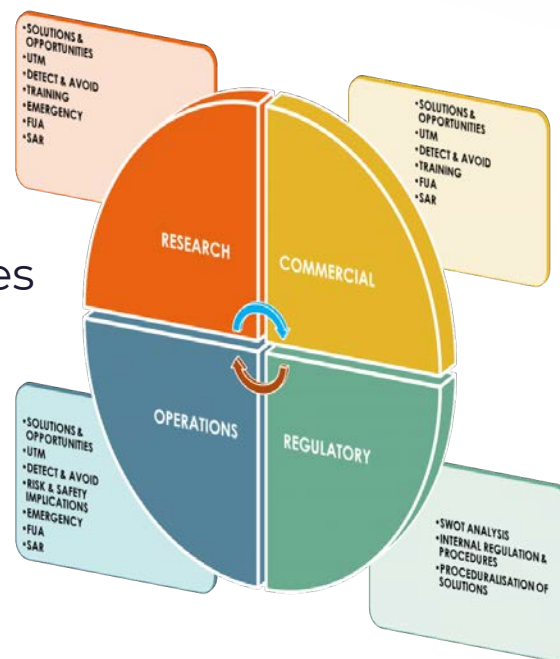 •SOLUTIONS &
OPPORTUNITIES
•UTM
•DETECT & AVOID
•TRAINING
•EMERGENCY
•FUA
•SAR
•SOLUTIONS &
OPPORTUNITIES
•UTM
•DETECT & AVOID
•TRAINING
•FUA
•SAR
RESEARCH
COMMERCIAL
es
OPERATIONS
REGULATORY
•SOLUTIONS &
OPPORTUNITIES
•UTM
•DETECT & AVOID
•RISK & SAFETY
IMPLICATIONS
•EMERGENCY
•FUA
•SAR
•SWOT ANALYSIS
•INTERNAL REGULATION &
PROCEDURES
•PROCEDURALISATION OF
SOLUTIONS